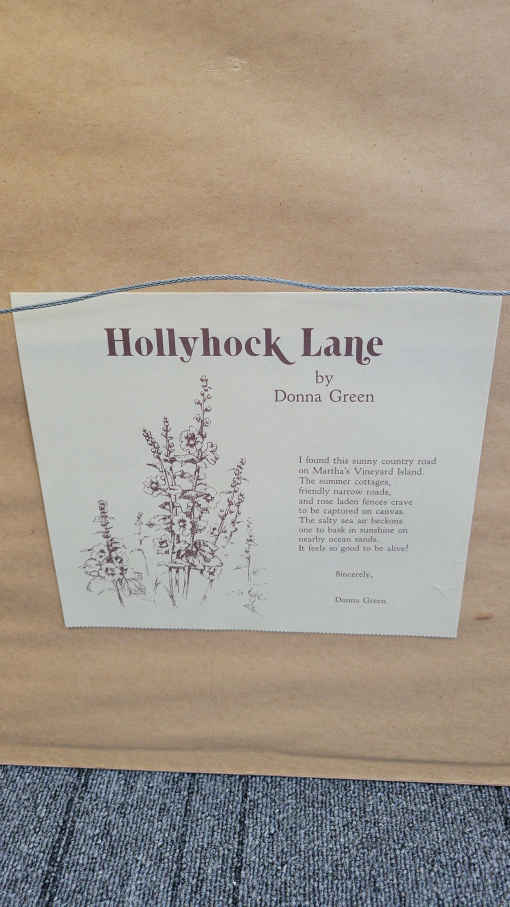 Hollyhock Lane
by
Donna Green
I found this sunny country road
on Martha's Vineyard Island.
The summer cottages,
friendly narrow roads,
and rose laden fences crave
to be captured on canvas.
The salty sea air beckons
one to bask in sunshine on
nearby ocean sands.
It feels so good to be alive!
Sincerely,
Donna Green